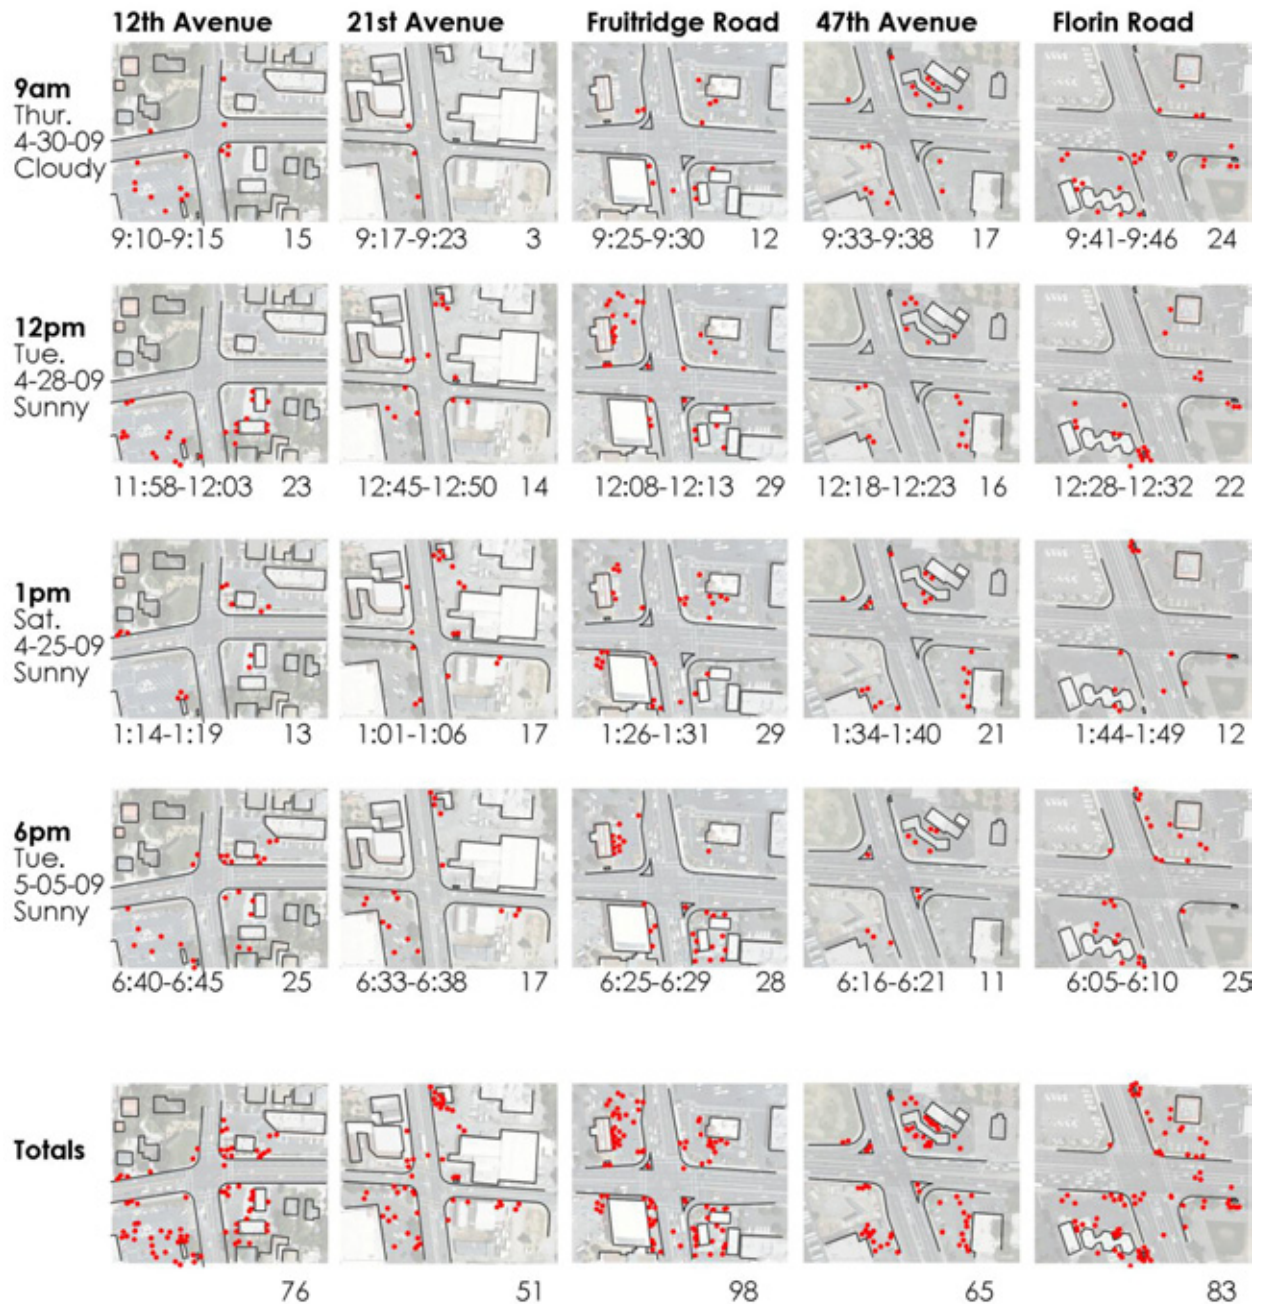 12th Avenue 21st Avenue Fruitridge Road 47th Avenue Florin Road
9am
Thur.
4-30-09
Cloudy
9:10-9:15 15 9:17-9:23 3 9:25-9:30 12 9:33-9:38 17 9:41-9:46 24
12pm
Tue.
4-28-09
Sunny
11:58-12:03 23 12:45-12:50 14 12:08-12:13 29 12:18-12:23 16 12:28-12:32 22
1pm
Sat.
4-25-09
Sunny
1:14-1:19 13 1:01-1:06 17 1:26-1:31 29 1:34-1:40 21 1:44-1:49 12
6pm
Tue.
5-05-09
Sunny
6:40-6:45 25 6:33-6:38 17 6:25-6:29 28 6:16-6:21 11 6:05-6:10 25
Totals
76 51 98 65 83